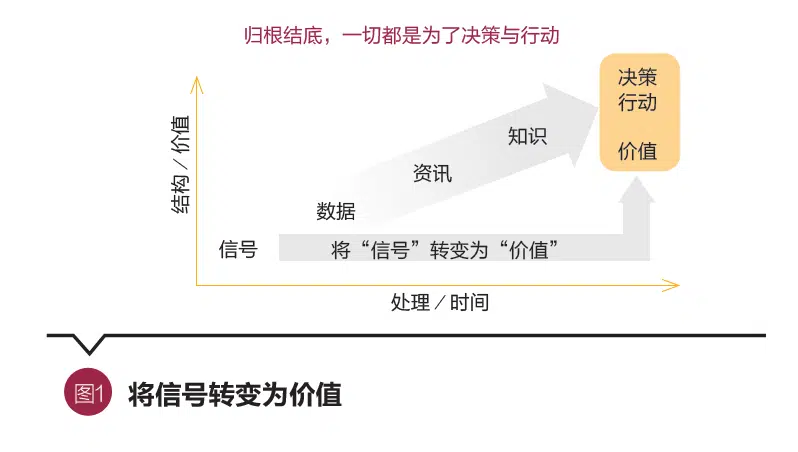 归根结底，一切都是为了决策与行动
决策
行动
价值
结构／价值
知识
资讯
数据
信号
将“信号”转变为“价值”
处理／时间
图1
将信号转变为价值